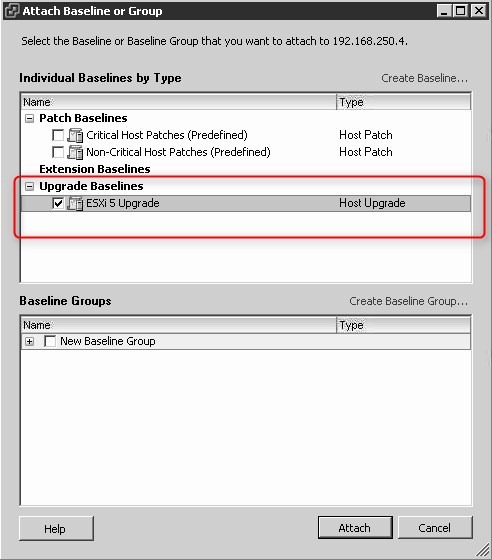 Attach Baseline or Group
Select the Baseline or Baseline Group that you want to attach to 192.168.250.4.
Individual Baselines by Type
Create Baseline...
Name Type
Patch Baselines
Critical Host Patches (Predefined) Host Patch
Non-Critical Host Patches (Predefined) Host Patch
Extension Baselines
Upgrade Baselines
ESXi 5 Upgrade Host Upgrade
Baseline Groups
Create Baseline Group...
Name Type
New Baseline Group
Help Attach Cancel